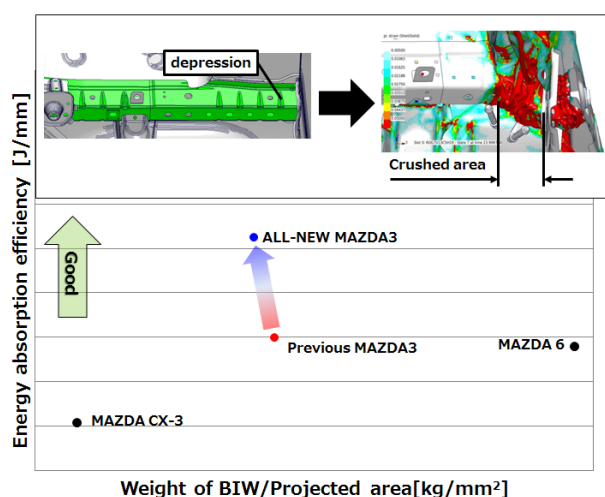 depression
Crushed area
Energy absorption efficiency [J/mm]
Good
ALL-NEW MAZDA3
Previous MAZDA3
MAZDA 6
MAZDA CX-3
Weight of BIW/Projected area[kg/mm²]